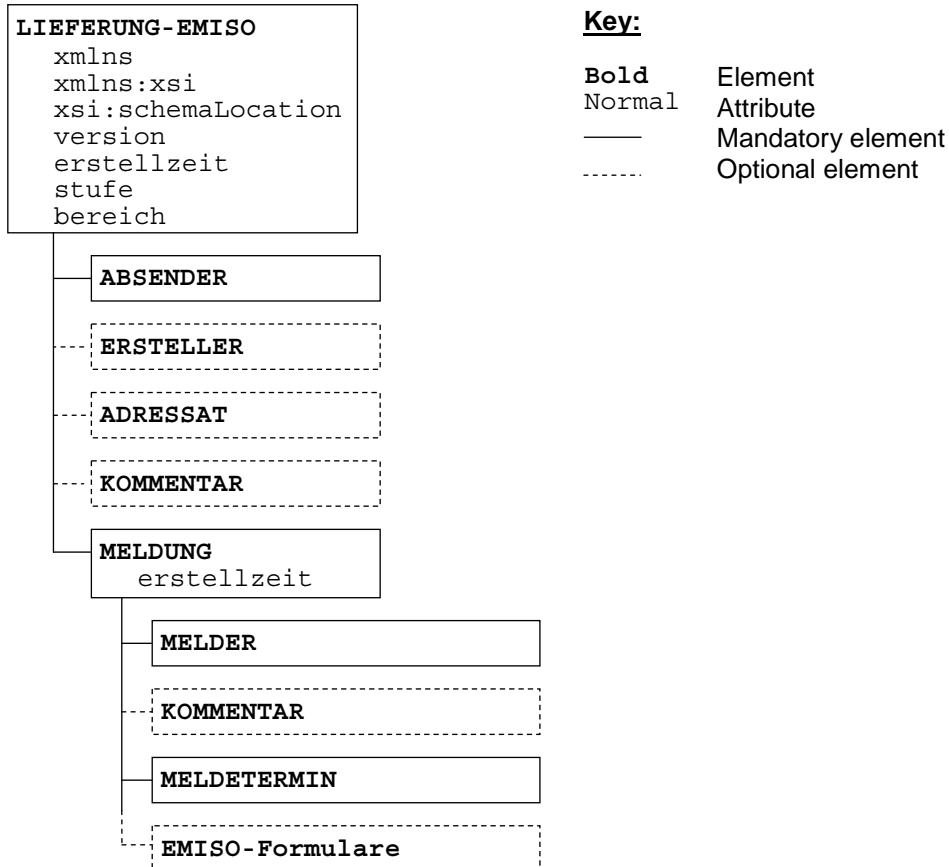 LIEFERUNG-EMISO
xmlns
xmlns:xsi
xsi:schemaLocation
version
erstellzeit
stufe
bereich
ABSENDER
ERSTELLER
ADRESSAT
KOMMENTAR
MELDUNG
erstellzeit
MELDER
KOMMENTAR
MELDETERMIN
EMISO-Formulare
Key:
Bold Element
Normal Attribute
Mandatory element
Optional element